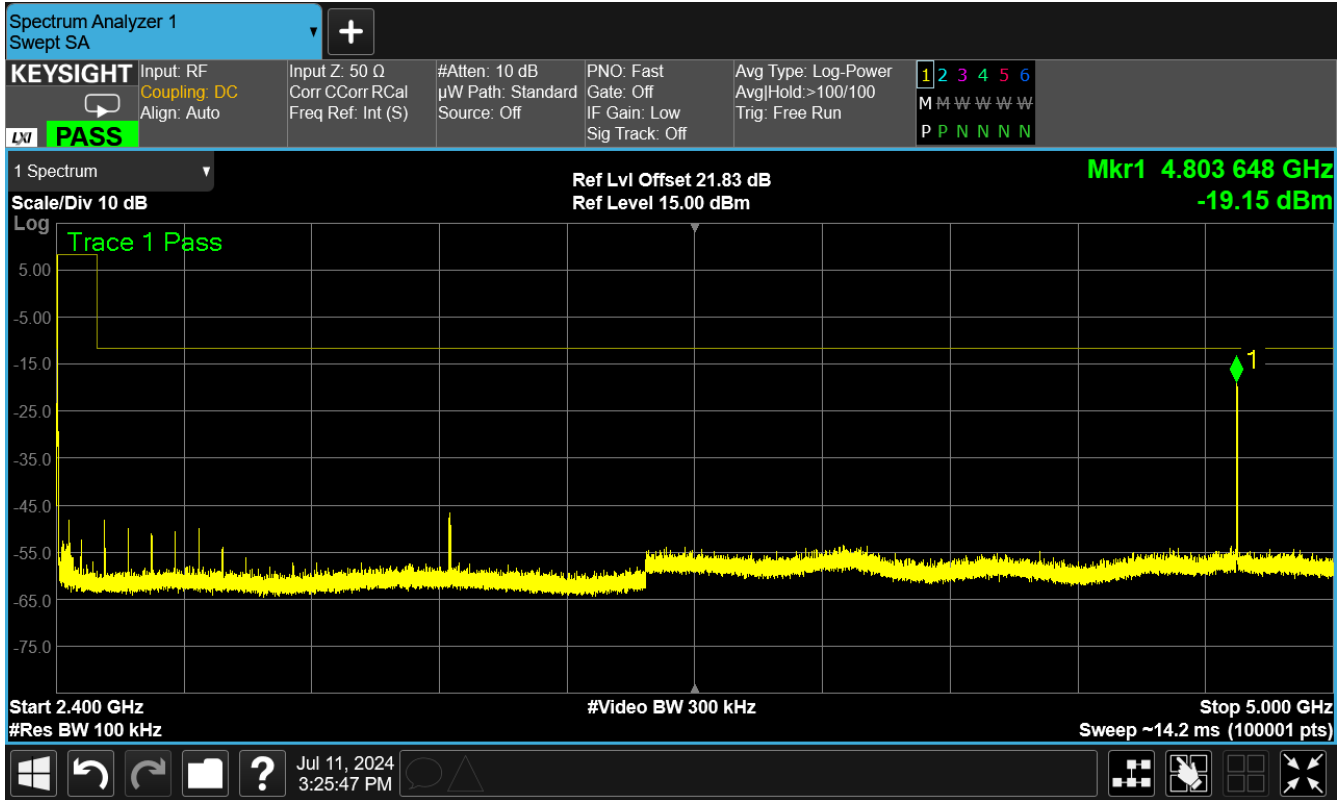 Spectrum Analyzer 1
Swept SA
KEYSIGHT
LXI PASS
Input: RF
Coupling: DC
Align: Auto
Input Z: 50 Ω
Corr CCorr RCal
Freq Ref: Int (S)
#Atten: 10 dB
µW Path: Standard
Source: Off
PNO: Fast
Gate: Off
IF Gain: Low
Sig Track: Off
Avg Type: Log-Power
Avg|Hold:>100/100
Trig: Free Run
1 2 3 4 5 6
M M W W W W
P P N N N N
1 Spectrum
Scale/Div 10 dB
Ref Lvl Offset 21.83 dB
Ref Level 15.00 dBm
Mkr1 4.803 648 GHz
-19.15 dBm
Log
Trace 1 Pass
5.00
-5.00
-15.0
1
-25.0
-35.0
-45.0
-55.0
-65.0
-75.0
Start 2.400 GHz
#Res BW 100 kHz
#Video BW 300 kHz
Stop 5.000 GHz
Sweep ~14.2 ms (100001 pts)
?
Jul 11, 2024
3:25:47 PM